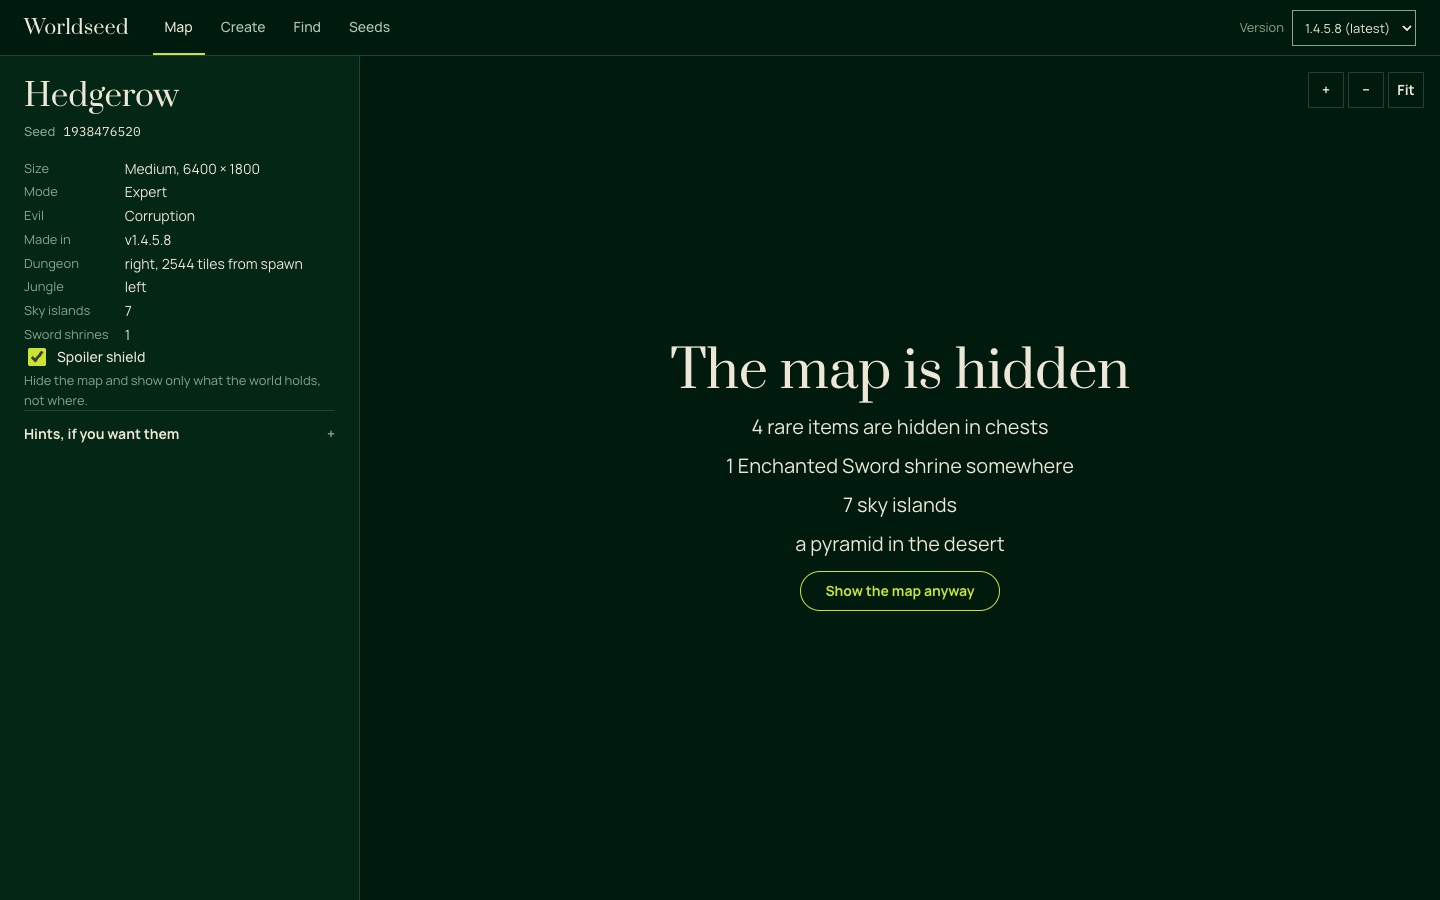 Worldseed
Map
Create
Find
Seeds
Version
1.4.5.8 (latest)
Hedgerow
Seed 1938476520
Size Medium, 6400 × 1800
Mode Expert
Evil Corruption
Made in v1.4.5.8
Dungeon right, 2544 tiles from spawn
Jungle left
Sky islands 7
Sword shrines 1
Spoiler shield
Hide the map and show only what the world holds,
not where.
Hints, if you want them +
+
−
Fit
The map is hidden
4 rare items are hidden in chests
1 Enchanted Sword shrine somewhere
7 sky islands
a pyramid in the desert
Show the map anyway